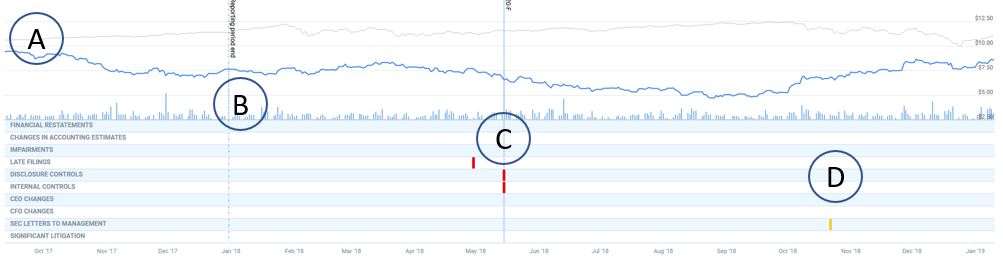 Reporting period end
20-F
$12.50
$10.00
$7.50
$5.00
$2.50
A
B
C
D
FINANCIAL RESTATEMENTS
CHANGES IN ACCOUNTING ESTIMATES
IMPAIRMENTS
LATE FILINGS
DISCLOSURE CONTROLS
INTERNAL CONTROLS
CEO CHANGES
CFO CHANGES
SEC LETTERS TO MANAGEMENT
SIGNIFICANT LITIGATION
Oct '17 Nov '17 Dec '17 Jan '18 Feb '18 Mar '18 Apr '18 May '18 Jun '18 Jul '18 Aug '18 Sep '18 Oct '18 Nov '18 Dec '18 Jan '19